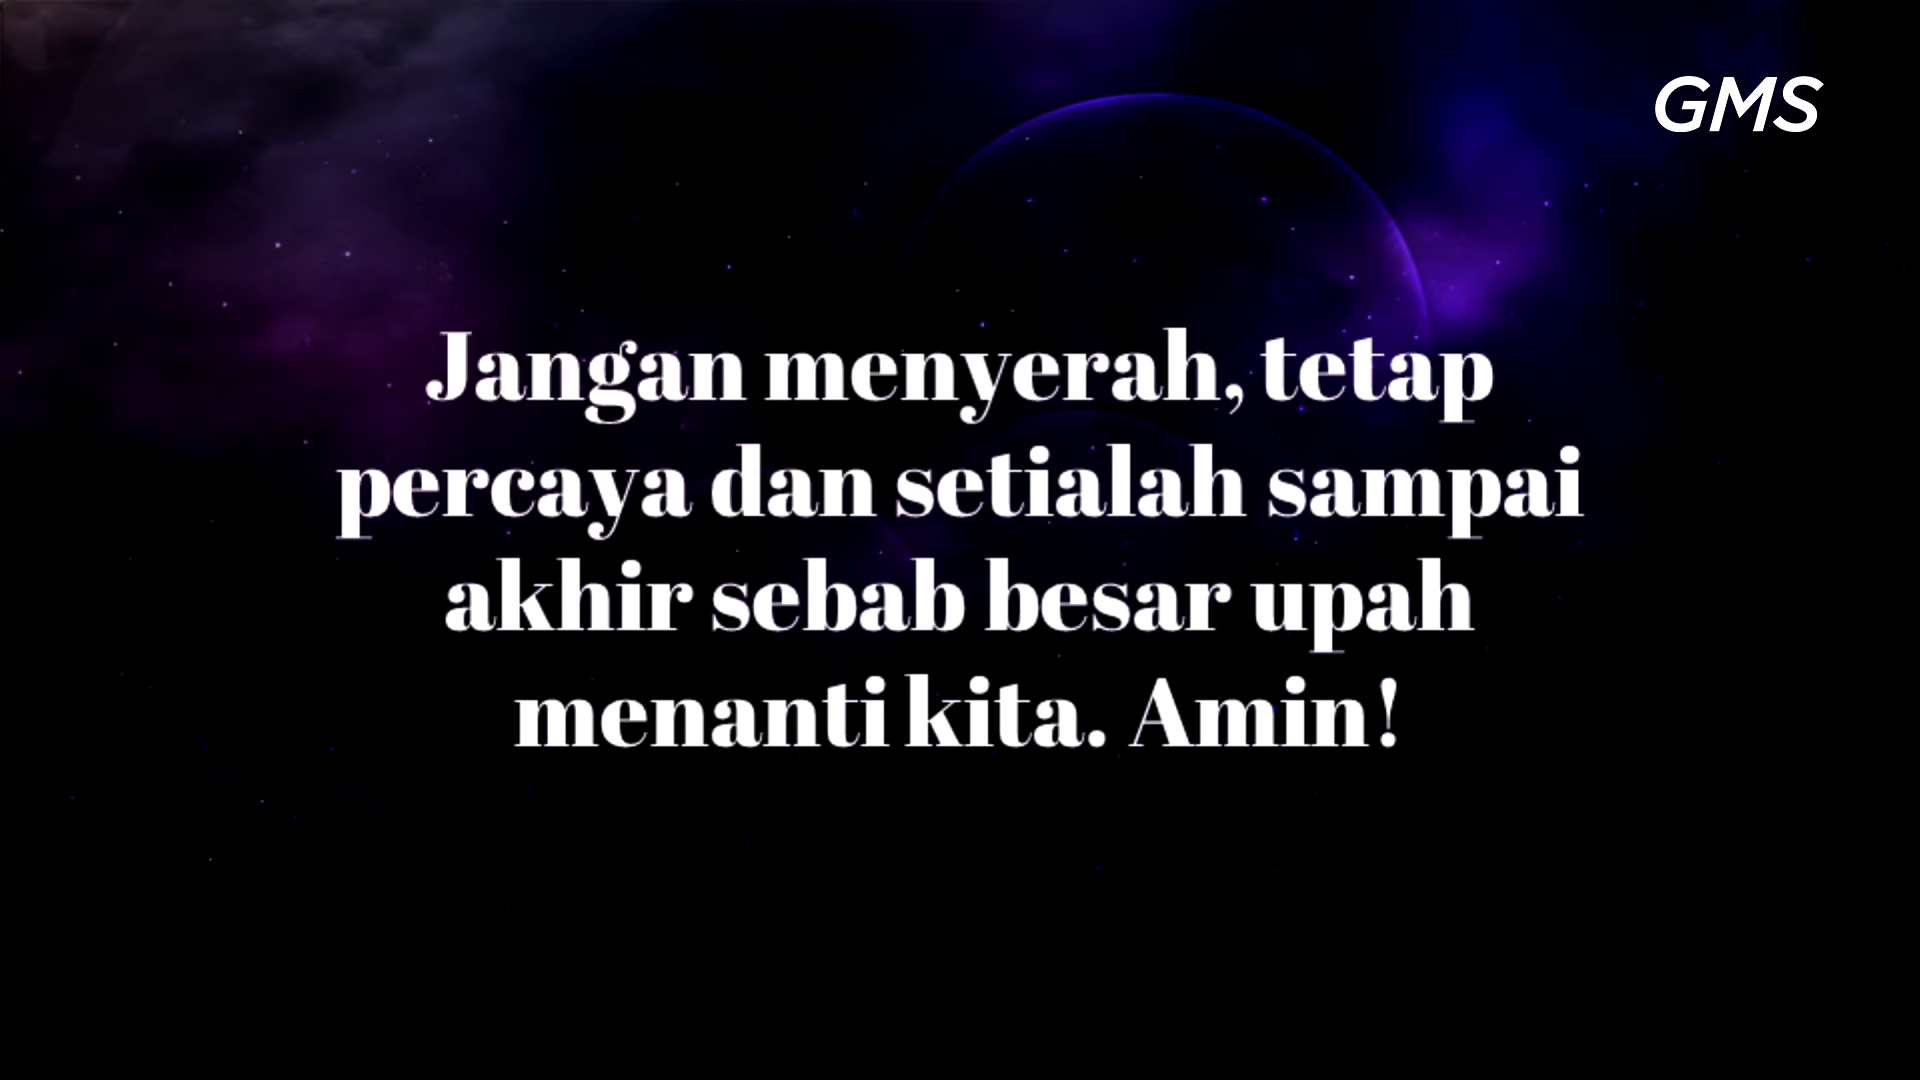 GMS
Jangan menyerah, tetap
percaya dan setialah sampai
akhir sebab besar upah
menanti kita. Amin!